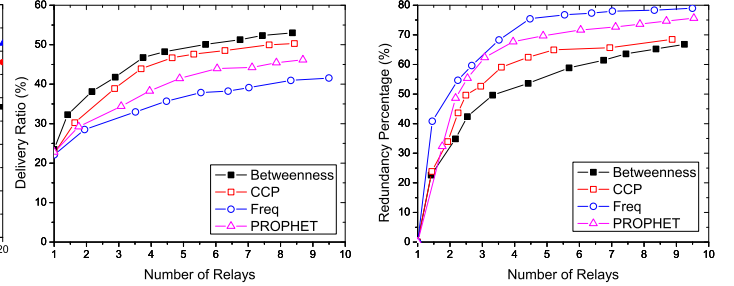 20
60
50
40
30
20
10
0
Delivery Ratio (%)
Betweenness
CCP
Freq
PROPHET
1 2 3 4 5 6 7 8 9 10
Number of Relays
80
70
60
50
40
30
20
10
0
Redundancy Percentage (%)
Betweenness
CCP
Freq
PROPHET
1 2 3 4 5 6 7 8 9 10
Number of Relays